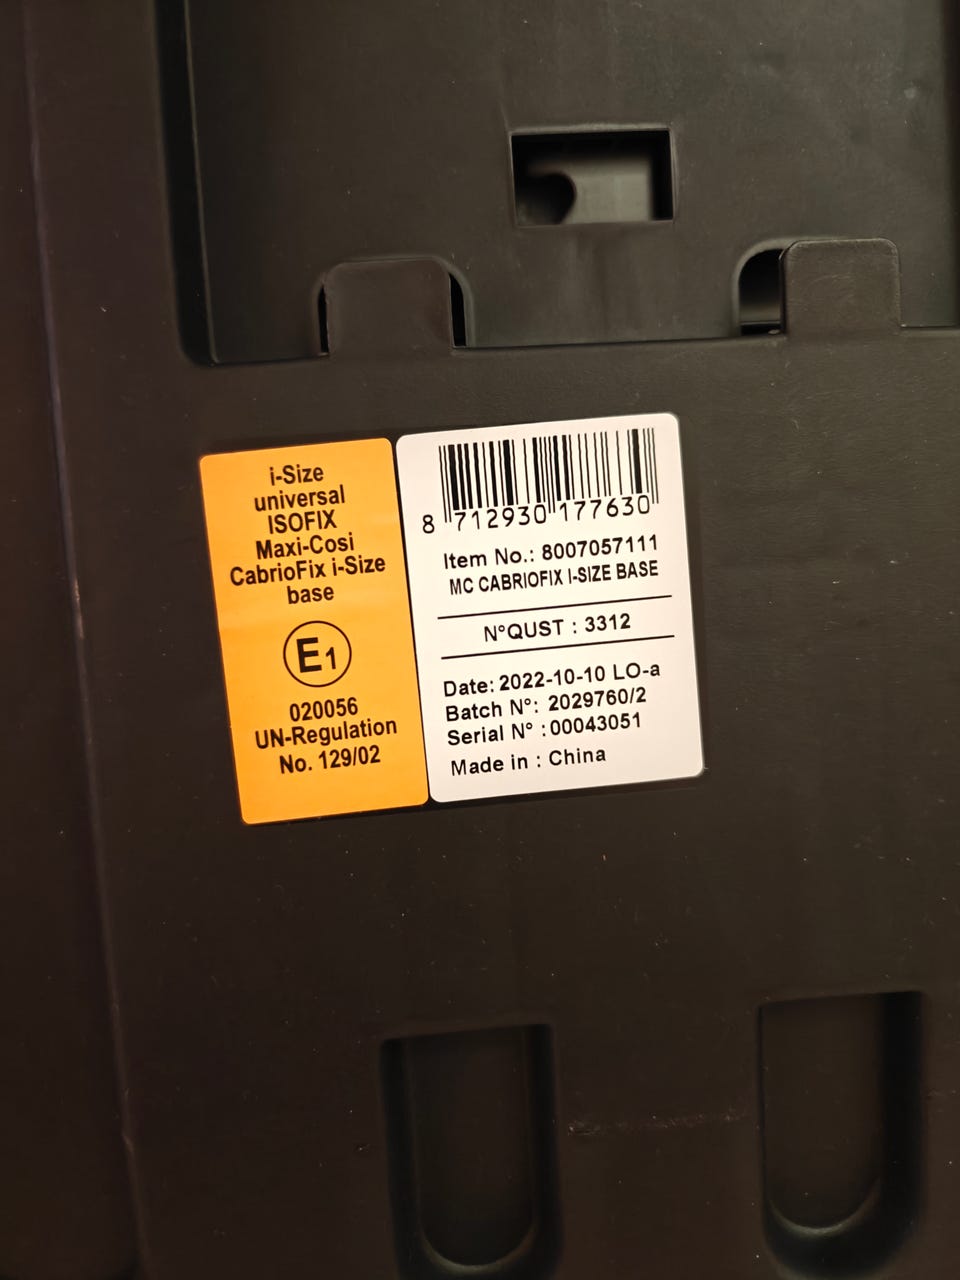 i-Size
universal
ISOFIX
Maxi-Cosi
CabrioFix i-Size
base
E1
020056
UN-Regulation
No. 129/02
8 712930 177630
Item No.: 8007057111
MC CABRIOFIX I-SIZE BASE
N°QUST : 3312
Date: 2022-10-10 LO-a
Batch N°: 2029760/2
Serial N° : 00043051
Made in : China